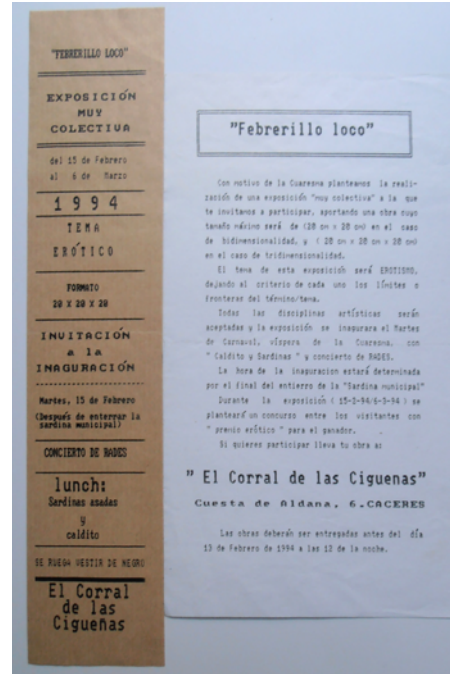 "FEBRERILLO LOCO"
EXPOSICIÓN
MUY
COLECTIVA
del 15 de Febrero
al 6 de Marzo
1994
TEMA
ERÓTICO
FORMATO
20 X 20 X 20
INVITACIÓN
a la
INAGURACIÓN
Martes, 15 de Febrero
(Después de enterrar la
sardina municipal)
CONCIERTO DE RADES
lunch:
Sardinas asadas
y
caldito
SE RUEGA VESTIR DE NEGRO
El Corral
de las
Cigueñas
"Febrerillo loco"
Con motivo de la Cuaresma planteamos la reali-
zación de una exposición "muy colectiva" a la que
te invitamos a participar, aportando una obra cuyo
tamaño máximo será de (20 cm x 20 cm) en el caso
de bidimensionalidad, y ( 20 cm x 20 cm x 20 cm)
en el caso de tridimensionalidad.
El tema de esta exposición será EROTISMO,
dejando al criterio de cada uno los límites o
fronteras del término/tema.
Todas las disciplinas artísticas serán
aceptadas y la exposición se inagurara el Martes
de Carnaval, víspera de la Cuaresma, con
" Caldito y Sardinas " y concierto de RADES.
La hora de la inaguracion estará determinada
por el final del entierro de la "Sardina municipal"
Durante la exposición ( 15-2-94/6-3-94 ) se
planteará un concurso entre los visitantes con
" premio erótico " para el ganador.
Si quieres participar lleva tu obra a:
" El Corral de las Ciguenas"
Cuesta de Aldana, 6.CACERES
Las obras deberán ser entregadas antes del día
13 de Febrero de 1994 a las 12 de la noche.